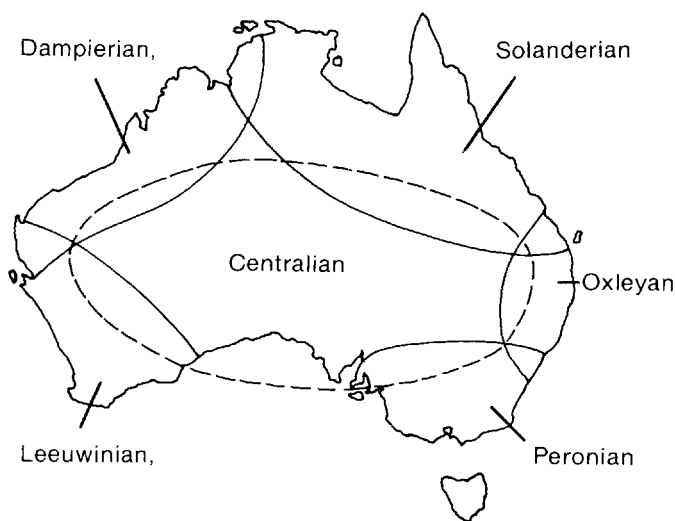 Dampierian,
Solanderian
Centralian
Oxleyan
Leeuwinian,
Peronian